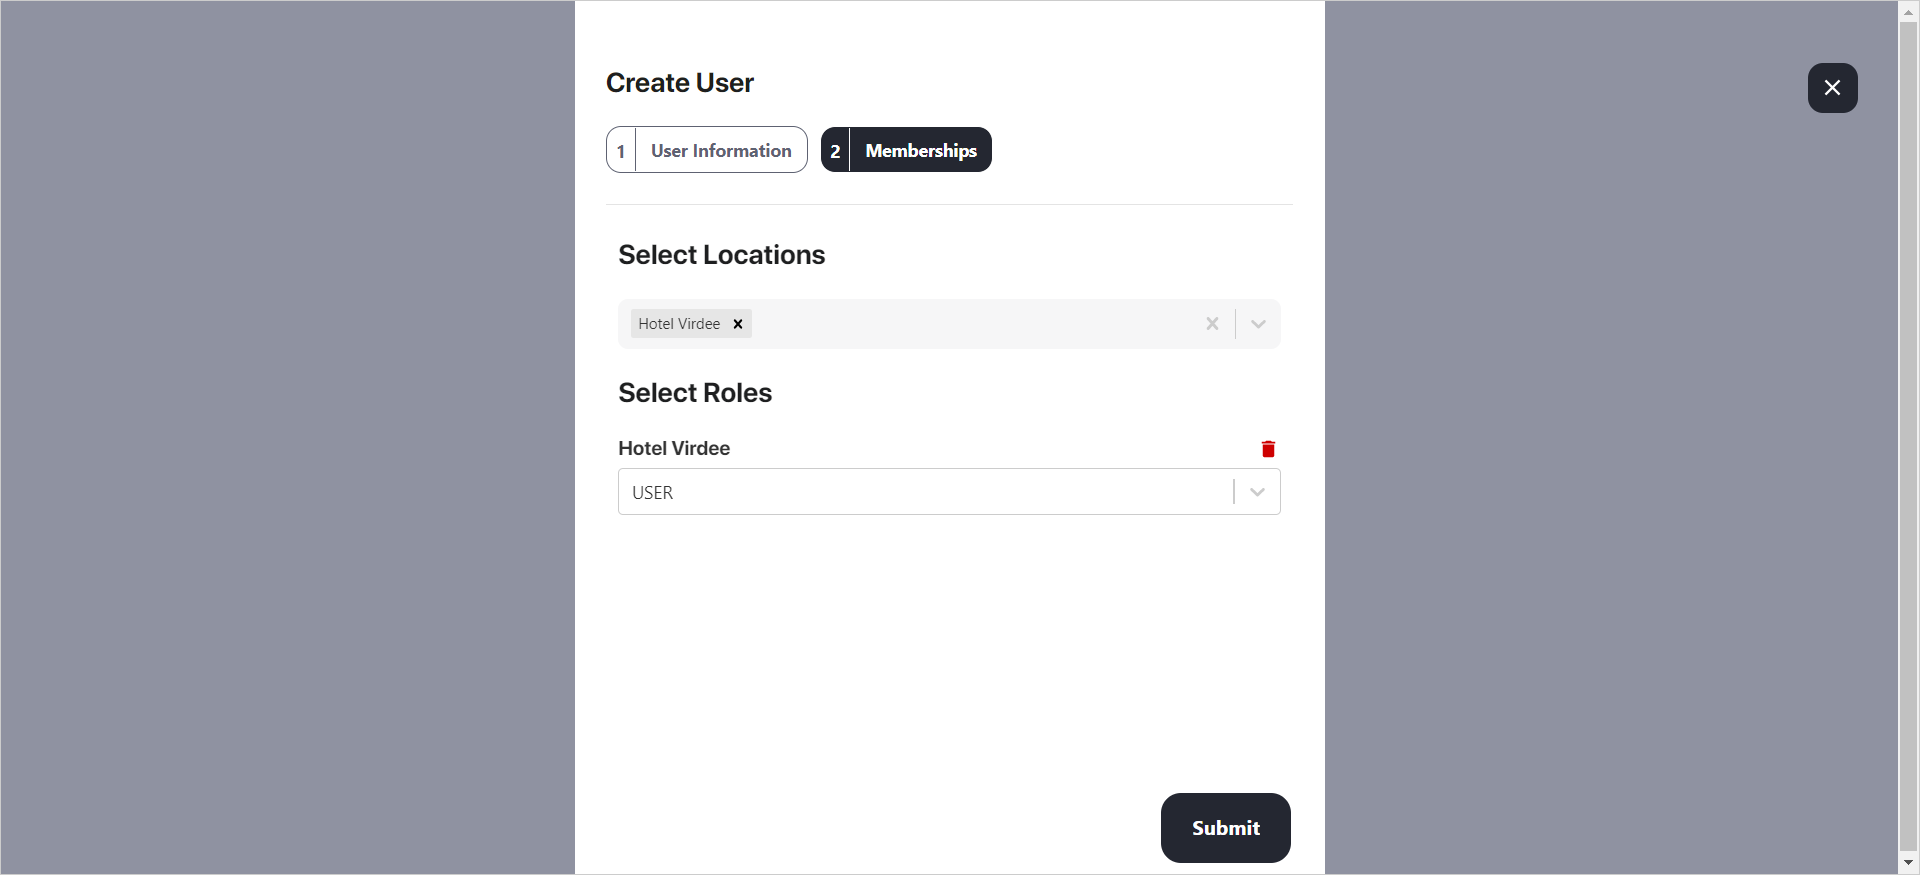 Create User
1 User Information 2 Memberships
Select Locations
Hotel Virdee
Select Roles
Hotel Virdee
USER
Submit